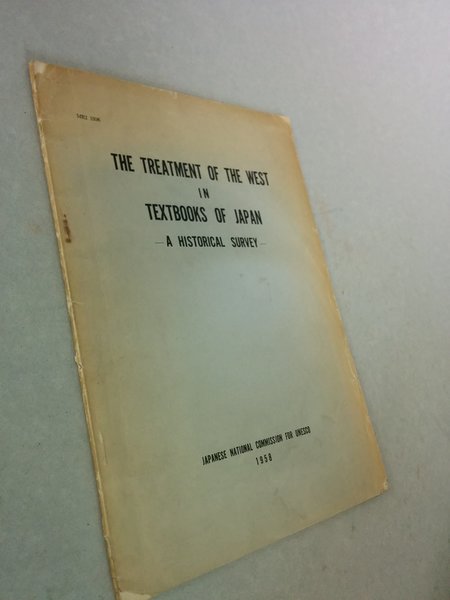 THE TREATMENT OF THE WEST
IN
TEXTBOOKS OF JAPAN
—A HISTORICAL SURVEY—
JAPANESE NATIONAL COMMISSION FOR UNESCO
1958